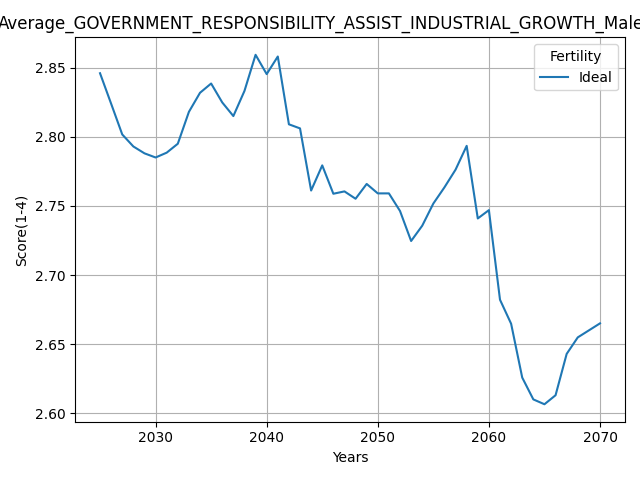 Average_GOVERNMENT_RESPONSIBILITY_ASSIST_INDUSTRIAL_GROWTH_Male
Fertility
Ideal
2.85
2.80
2.75
2.70
2.65
2.60
Score(1-4)
2030
2040
2050
2060
2070
Years